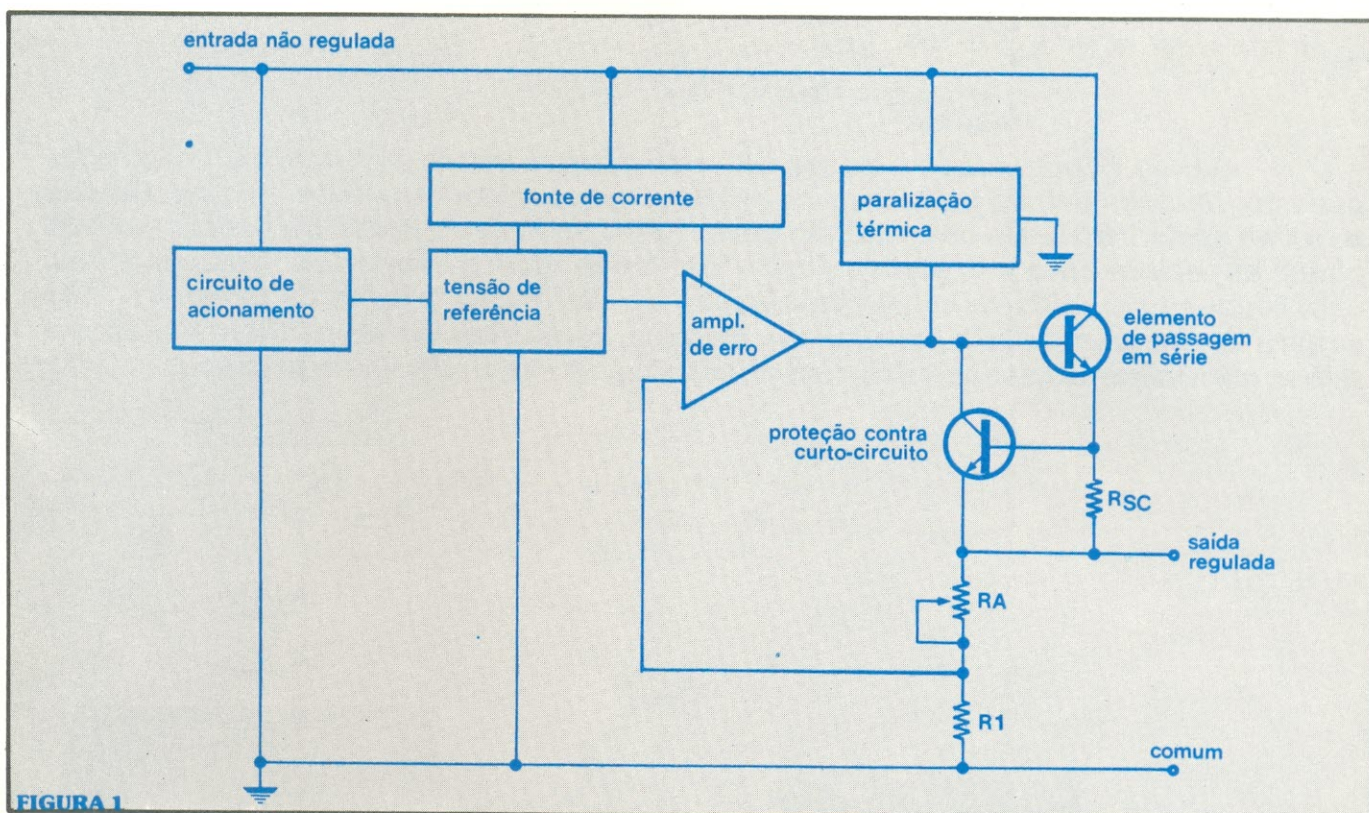 entrada não regulada
fonte de corrente
paralização
térmica
circuito de
acionamento
tensão de
referência
ampl.
de erro
elemento
de passagem
em série
proteção contra
curto-circuito
RSC
saída
regulada
RA
R1
comum
FIGURA 1